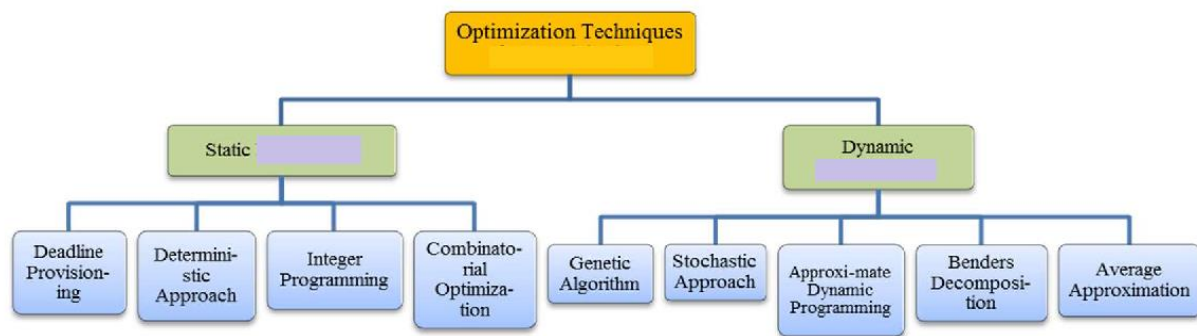 Optimization Techniques
Static
Dynamic
Deadline
Provision-
ing
Determini-
stic
Approach
Integer
Programming
Combinato-
rial
Optimiza-
tion
Genetic
Algorithm
Stochastic
Approach
Approxi-mate
Dynamic
Programming
Benders
Decomposi-
tion
Average
Approximation